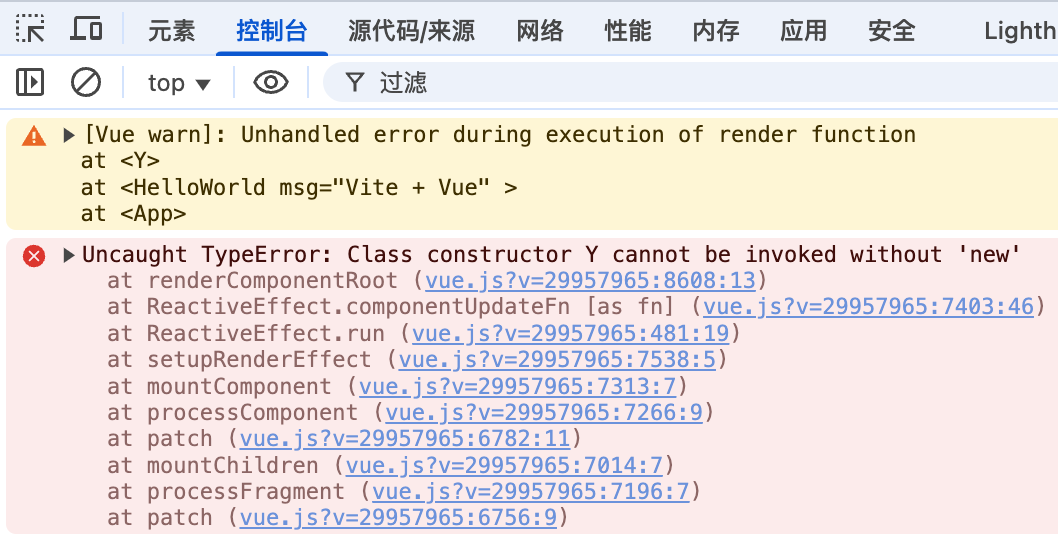 元素 控制台 源代码/来源 网络 性能 内存 应用 安全 Lighth
top 过滤
[Vue warn]: Unhandled error during execution of render function
at <Y>
at <HelloWorld msg="Vite + Vue" >
at <App>
Uncaught TypeError: Class constructor Y cannot be invoked without 'new'
at renderComponentRoot (vue.js?v=29957965:8608:13)
at ReactiveEffect.componentUpdateFn [as fn] (vue.js?v=29957965:7403:46)
at ReactiveEffect.run (vue.js?v=29957965:481:19)
at setupRenderEffect (vue.js?v=29957965:7538:5)
at mountComponent (vue.js?v=29957965:7313:7)
at processComponent (vue.js?v=29957965:7266:9)
at patch (vue.js?v=29957965:6782:11)
at mountChildren (vue.js?v=29957965:7014:7)
at processFragment (vue.js?v=29957965:7196:7)
at patch (vue.js?v=29957965:6756:9)